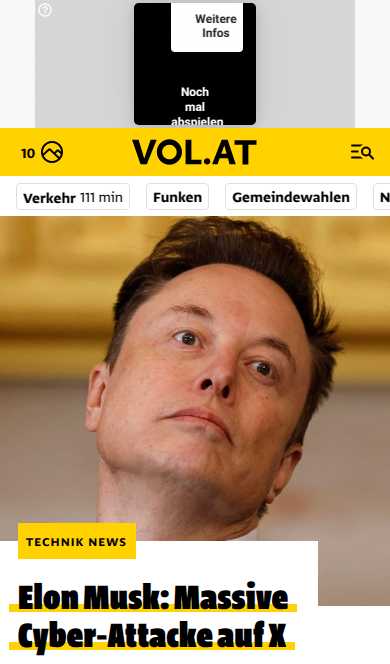 Weitere
Infos
Noch
mal
abspielen
10
VOL.AT
Verkehr 111 min
Funken
Gemeindewahlen
N
TECHNIK NEWS
Elon Musk: Massive
Cyber-Attacke auf X